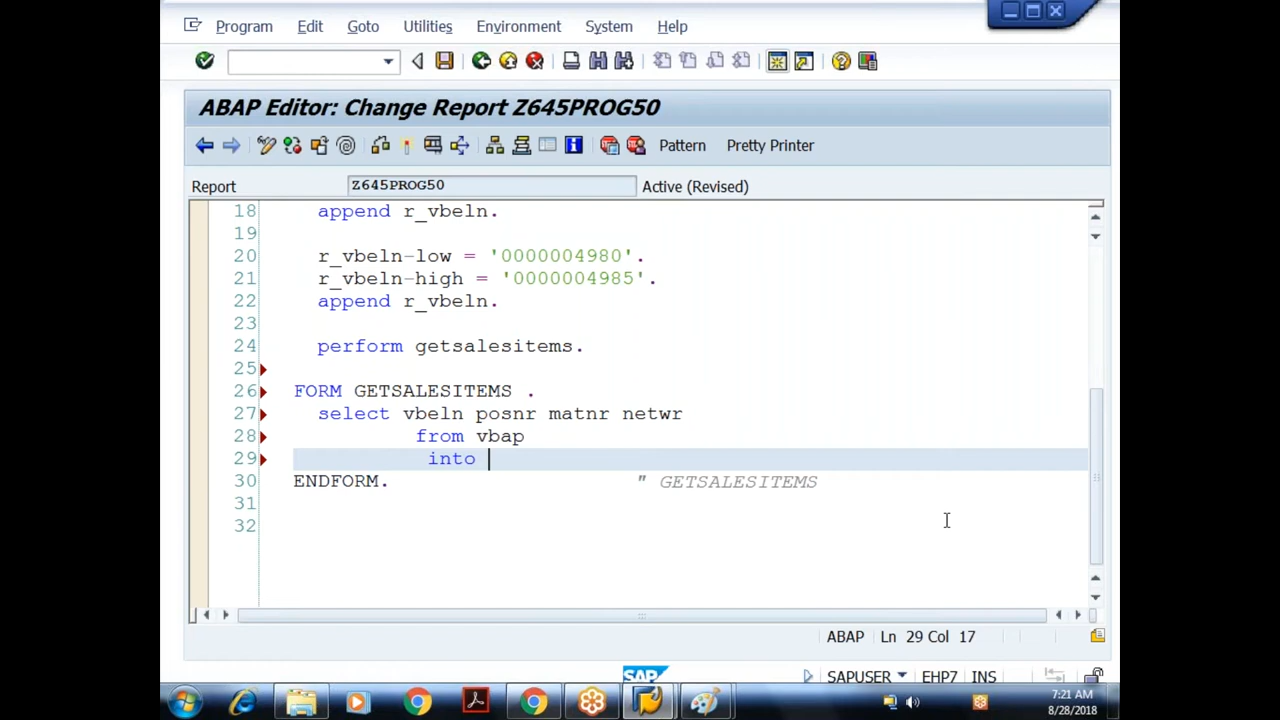 Program Edit Goto Utilities Environment System Help
ABAP Editor: Change Report Z645PROG50
Pattern Pretty Printer
Report Z645PROG50 Active (Revised)
18 append r_vbeln.
19
20 r_vbeln-low = '0000004980'.
21 r_vbeln-high = '0000004985'.
22 append r_vbeln.
23
24 perform getsalesitems.
25
26 FORM GETSALESITEMS .
27 select vbeln posnr matnr netwr
28 from vbap
29 into
30 ENDFORM. " GETSALESITEMS
31
32
ABAP Ln 29 Col 17
SAP SAPUSER EHP7 INS
7:21 AM
8/28/2018